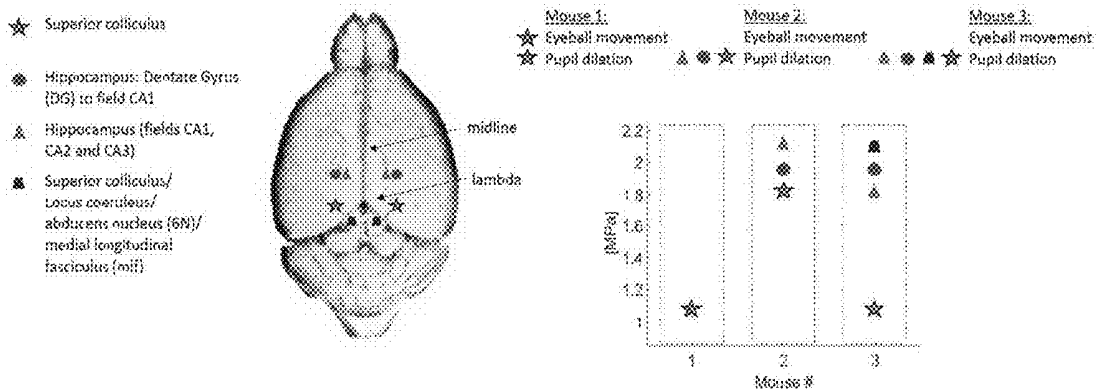 Superior colliculus
Hippocampus: Dentate Gyrus
(DG) to field CA1
Hippocampus (fields CA1,
CA2 and CA3)
Superior colliculus/
Locus coeruleus/
abducens nucleus (6N)/
medial longitudinal
fasciculus (mlf)
midline
lambda
Mouse 1:
Eyeball movement
Pupil dilation
Mouse 2:
Eyeball movement
Pupil dilation
Mouse 3:
Eyeball movement
Pupil dilation
[MPa]
2.2
2
1.8
1.6
1.4
1.2
1
1 2 3
Mouse #